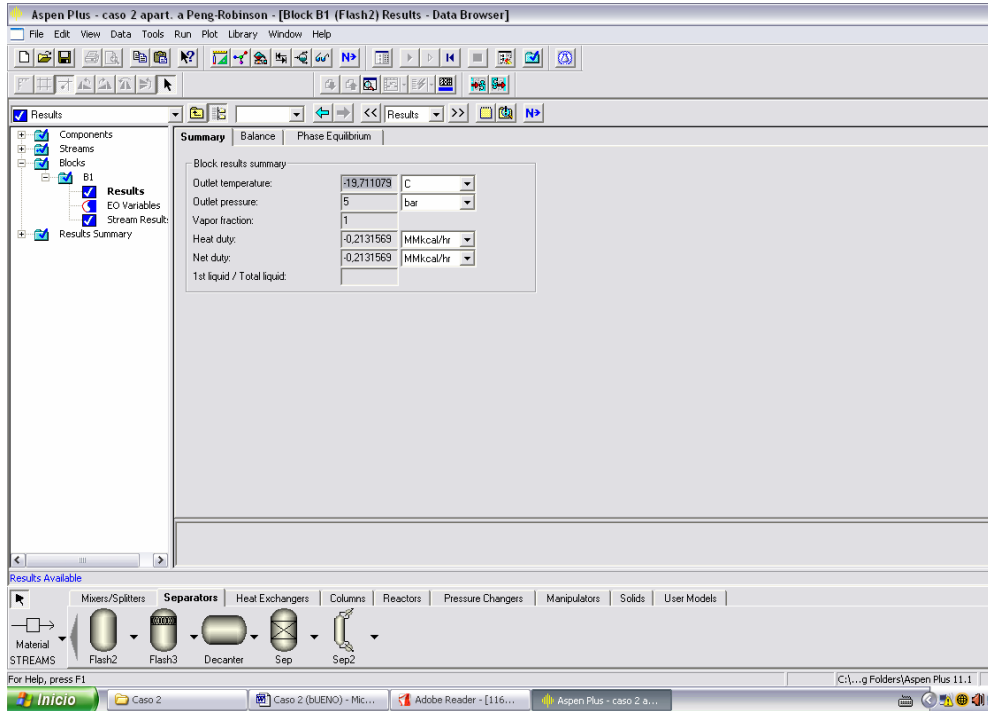 Aspen Plus - caso 2 apart. a Peng-Robinson - [Block B1 (Flash2) Results - Data Browser]
File Edit View Data Tools Run Plot Library Window Help
N>
Results
Results
N>
Components
Streams
Blocks
B1
Results
EO Variables
Stream Results
Results Summary
Summary Balance Phase Equilibrium
Block results summary
Outlet temperature: -19,711079 C
Outlet pressure: 5 bar
Vapor fraction: 1
Heat duty: -0,2131569 MMkcal/hr
Net duty: -0,2131569 MMkcal/hr
1st liquid / Total liquid:
Results Available
Mixers/Splitters Separators Heat Exchangers Columns Reactors Pressure Changers Manipulators Solids User Models
Material
STREAMS Flash2 Flash3 Decanter Sep Sep2
For Help, press F1 C:\...g Folders\Aspen Plus 11.1
Inicio Caso 2 Caso 2 (bUENO) - Mic... Adobe Reader - [116... Aspen Plus - caso 2 a...